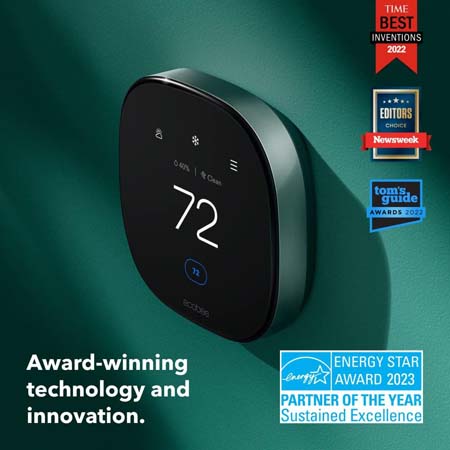 TIME
BEST
INVENTIONS
2022
EDITORS
CHOICE
Newsweek
tom's
guide
AWARDS 2022
40% | Clean
72
72
ecobee
Award-winning
technology and
innovation.
energy
ENERGY STAR
AWARD 2023
PARTNER OF THE YEAR
Sustained Excellence